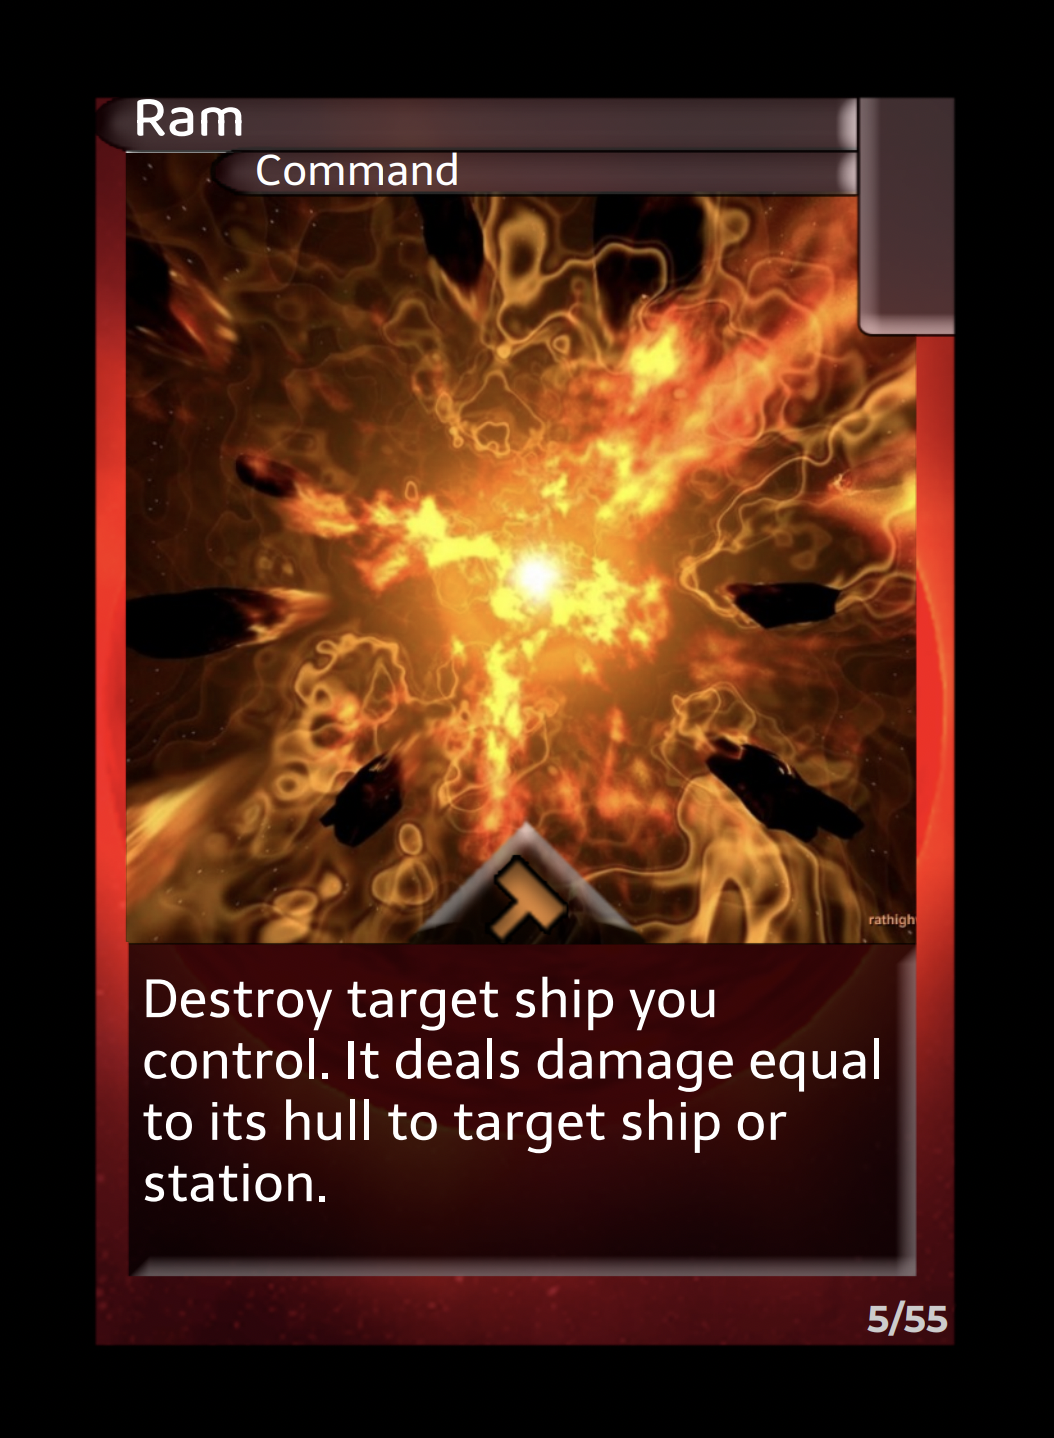 Ram
Command
rathigh
Destroy target ship you
control. It deals damage equal
to its hull to target ship or
station.
5/55